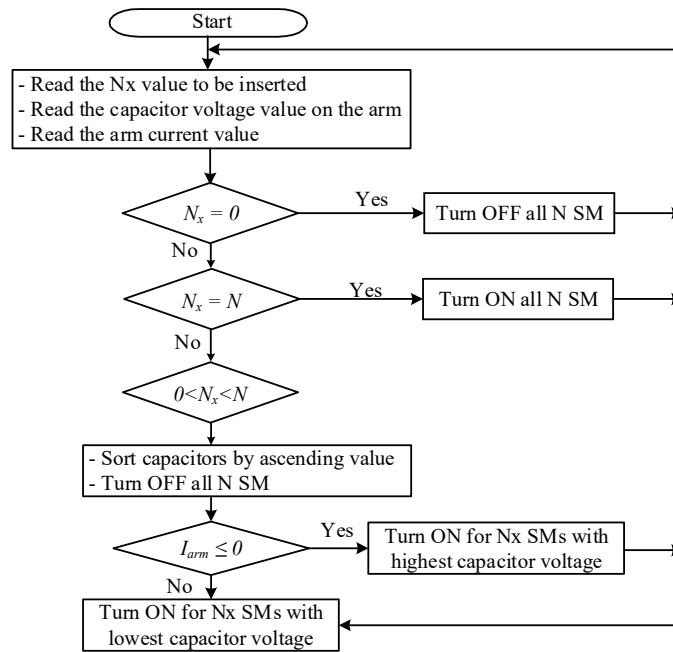 Start
- Read the Nx value to be inserted
- Read the capacitor voltage value on the arm
- Read the arm current value
Nx = 0
Yes
Turn OFF all N SM
No
Nx = N
Yes
Turn ON all N SM
No
0<Nx<N
- Sort capacitors by ascending value
- Turn OFF all N SM
Iarm ≤ 0
Yes
Turn ON for Nx SMs with
highest capacitor voltage
No
Turn ON for Nx SMs with
lowest capacitor voltage